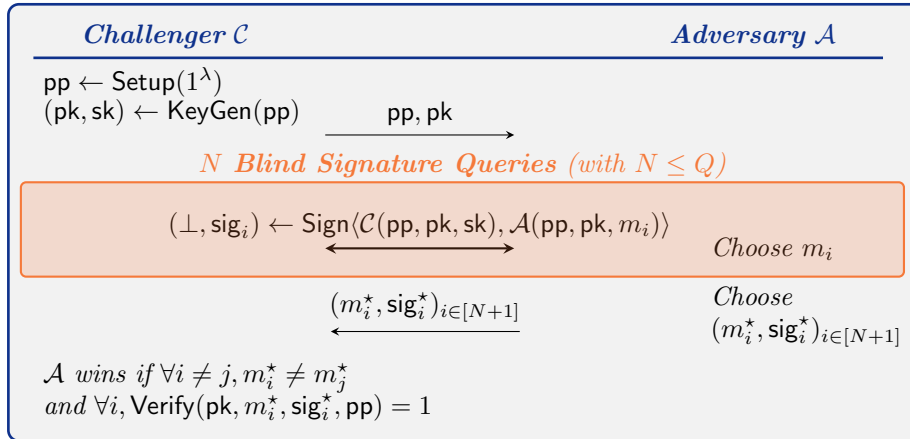 Challenger 𝒞 Adversary 𝒜
pp ← Setup(1^λ)
(pk, sk) ← KeyGen(pp)
pp, pk
N Blind Signature Queries (with N ≤ Q)
(⊥, sig_i) ← Sign⟨𝒞(pp, pk, sk), 𝒜(pp, pk, m_i)⟩
Choose m_i
(m_i^⋆, sig_i^⋆)_{i∈[N+1]}
Choose
(m_i^⋆, sig_i^⋆)_{i∈[N+1]}
𝒜 wins if ∀i ≠ j, m_i^⋆ ≠ m_j^⋆
and ∀i, Verify(pk, m_i^⋆, sig_i^⋆, pp) = 1